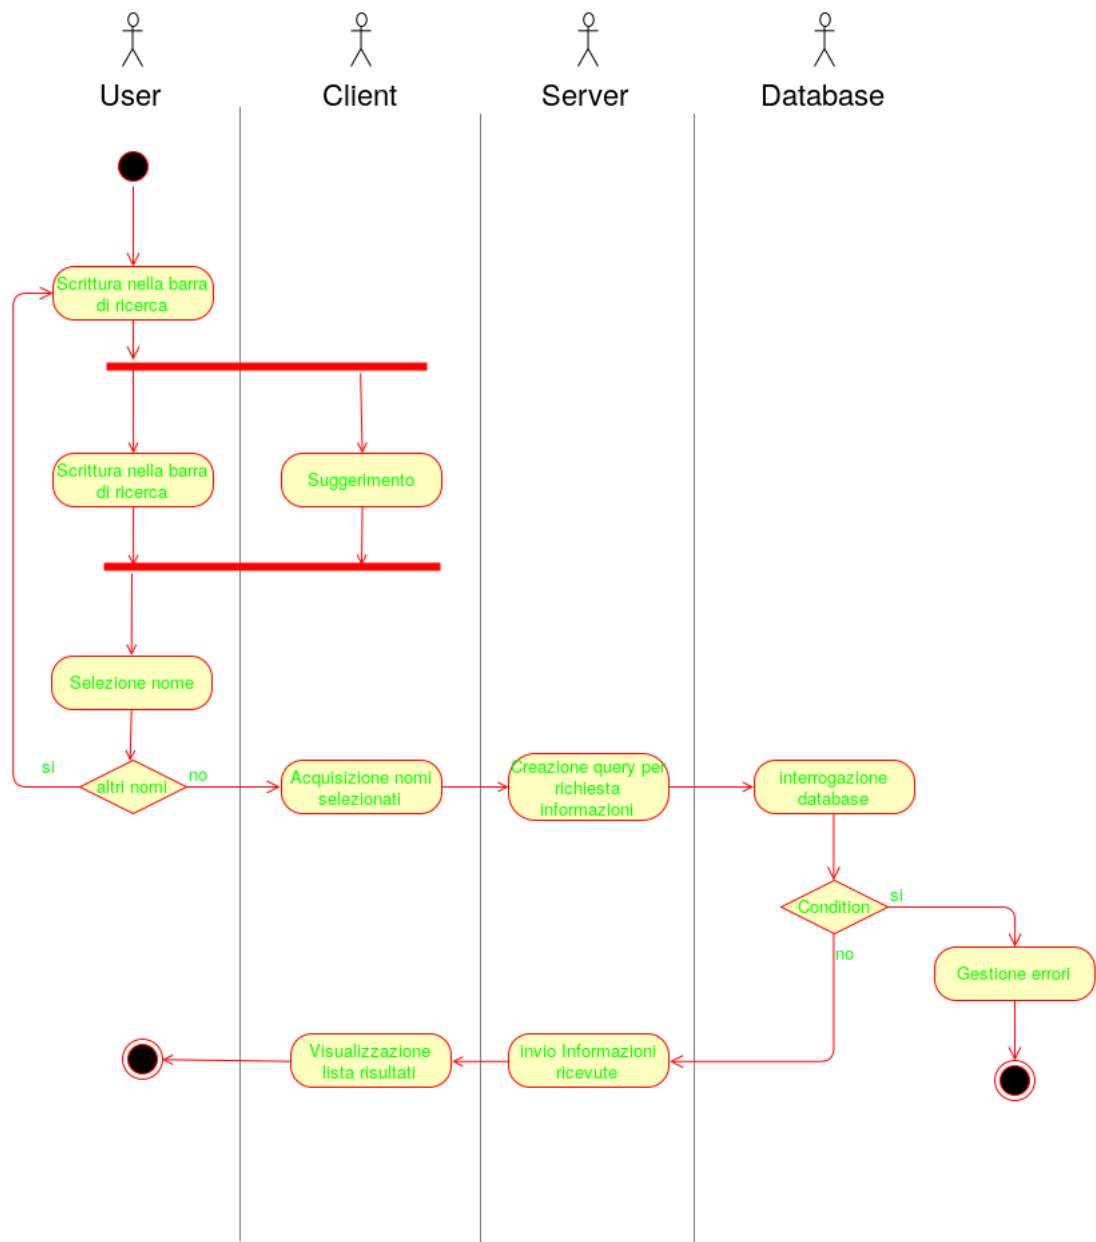 User
Client
Server
Database
Scrittura nella barra
di ricerca
Scrittura nella barra
di ricerca
Suggerimento
Selezione nome
si
altri nomi
no
Acquisizione nomi
selezionati
Creazione query per
richiesta
informazioni
interrogazione
database
Condition
si
no
Gestione errori
Visualizzazione
lista risultati
invio Informazioni
ricevute